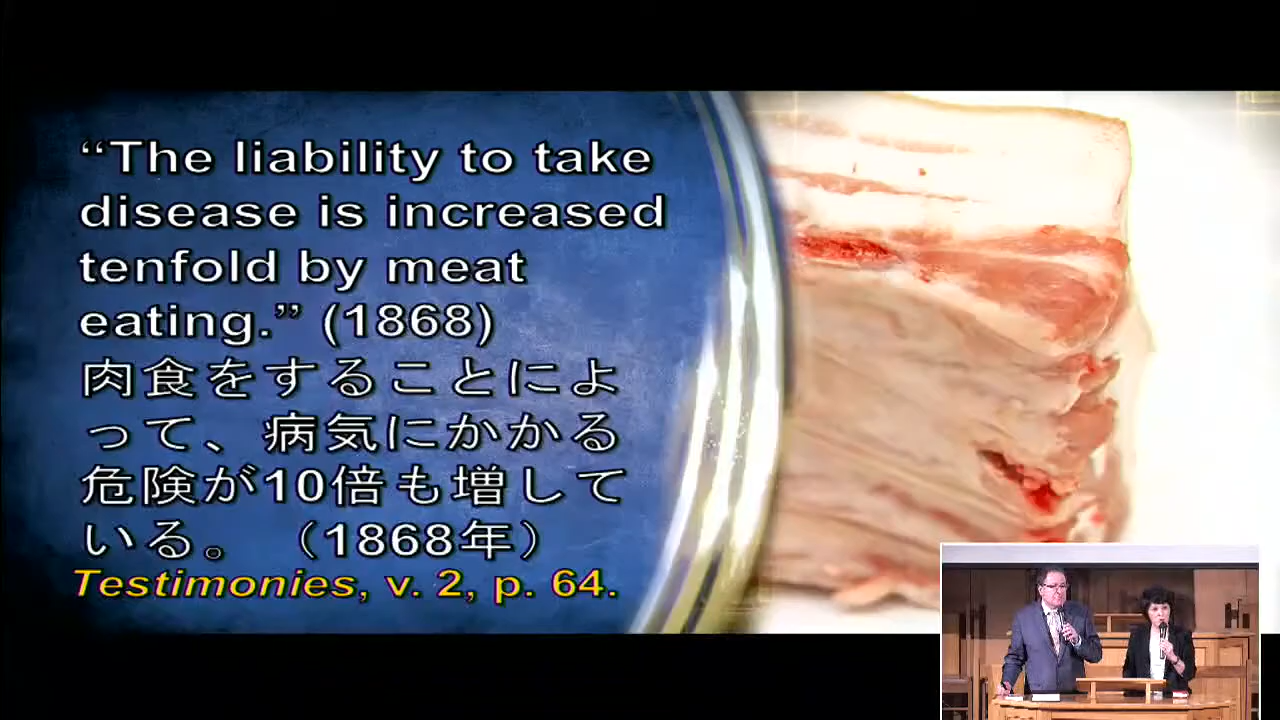 “The liability to take
disease is increased
tenfold by meat
eating.” (1868)
肉食をすることによ
って、病気にかかる
危険が10倍も増して
いる。 （1868年）
Testimonies, v. 2, p. 64.